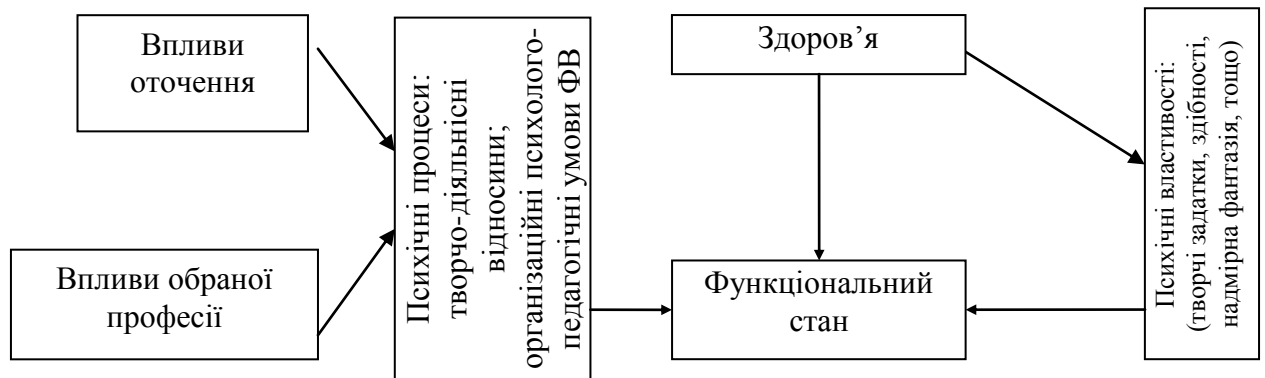 Впливи
оточення
Впливи обраної
професії
Психічні процеси:
творчо-діяльнісні
відносини;
організаційні психолого-
педагогічні умови ФВ
Здоров’я
Функціональний
стан
Психічні властивості:
(творчі задатки, здібності,
надмірна фантазія, тощо)